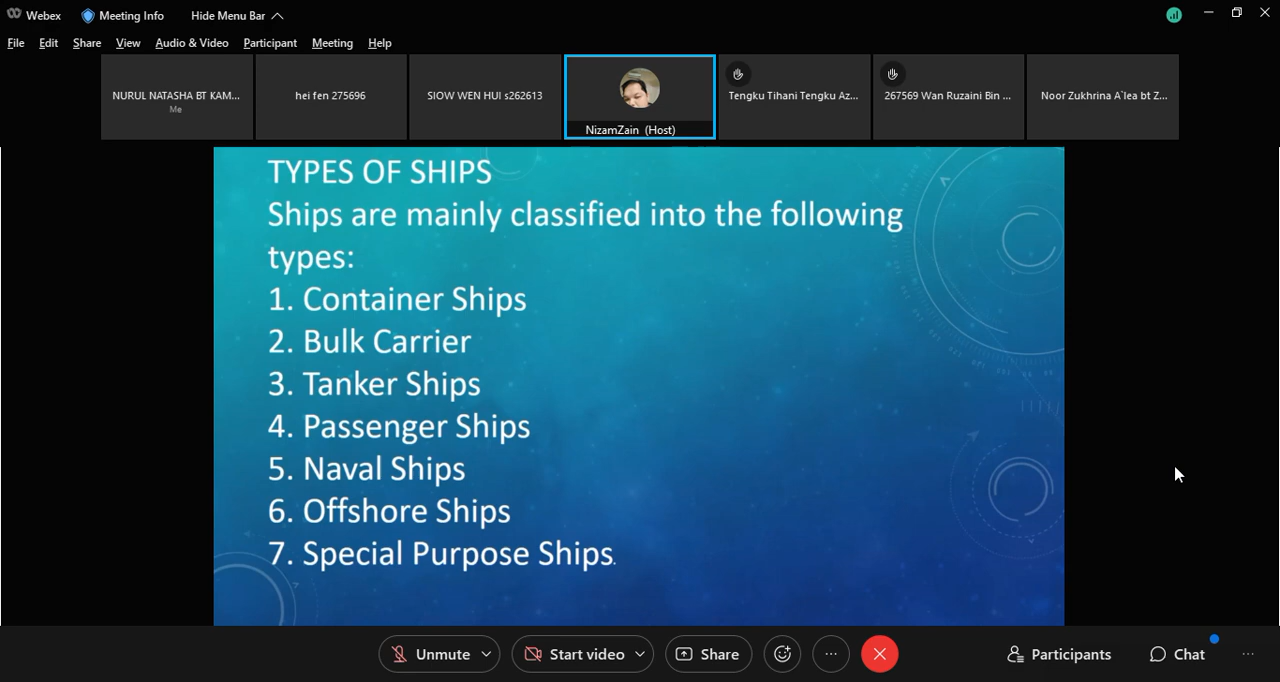 Webex
Meeting Info
Hide Menu Bar
File Edit Share View Audio & Video Participant Meeting Help
NURUL NATASHA BT KAM...
Me
hei fen 275696
SIOW WEN HUI s262613
NizamZain (Host)
Tengku Tihani Tengku Az...
267569 Wan Ruzaini Bin ...
Noor Zukhrina A`lea bt Z...
TYPES OF SHIPS
Ships are mainly classified into the following
types:
1. Container Ships
2. Bulk Carrier
3. Tanker Ships
4. Passenger Ships
5. Naval Ships
6. Offshore Ships
7. Special Purpose Ships.
Unmute
Start video
Share
Participants
Chat